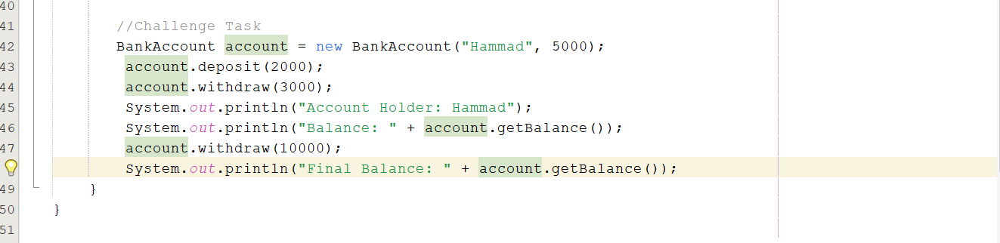 40
41 //Challenge Task
42 BankAccount account = new BankAccount("Hammad", 5000);
43 account.deposit(2000);
44 account.withdraw(3000);
45 System.out.println("Account Holder: Hammad");
46 System.out.println("Balance: " + account.getBalance());
47 account.withdraw(10000);
System.out.println("Final Balance: " + account.getBalance());
49 }
50 }
51